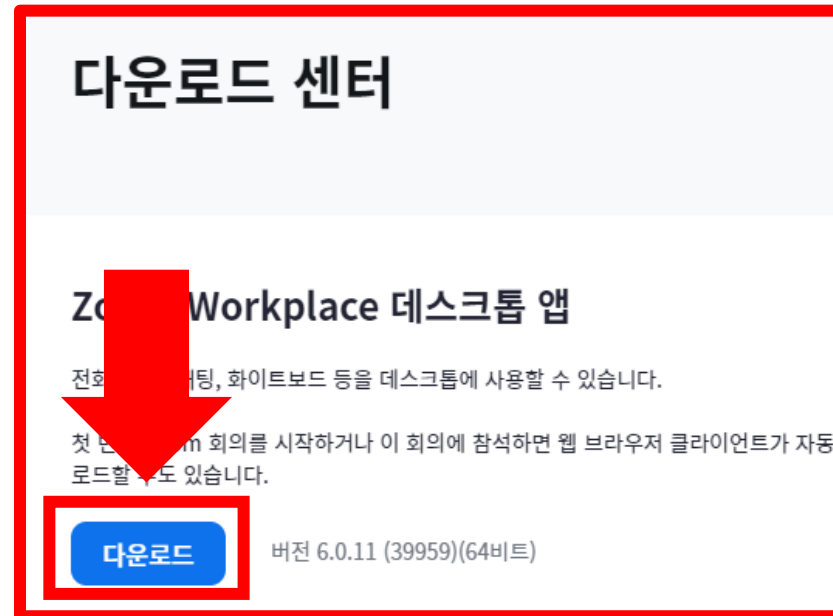 다운로드 센터
Workplace 데스크톱 앱
화이트보드 등을 데스크톱에 사용할 수 있습니다.
첫 회의를 시작하거나 이 회의에 참석하면 웹 브라우저 클라이언트가 자동
로드할 수도 있습니다.
다운로드 버전 6.0.11 (39959)(64비트)